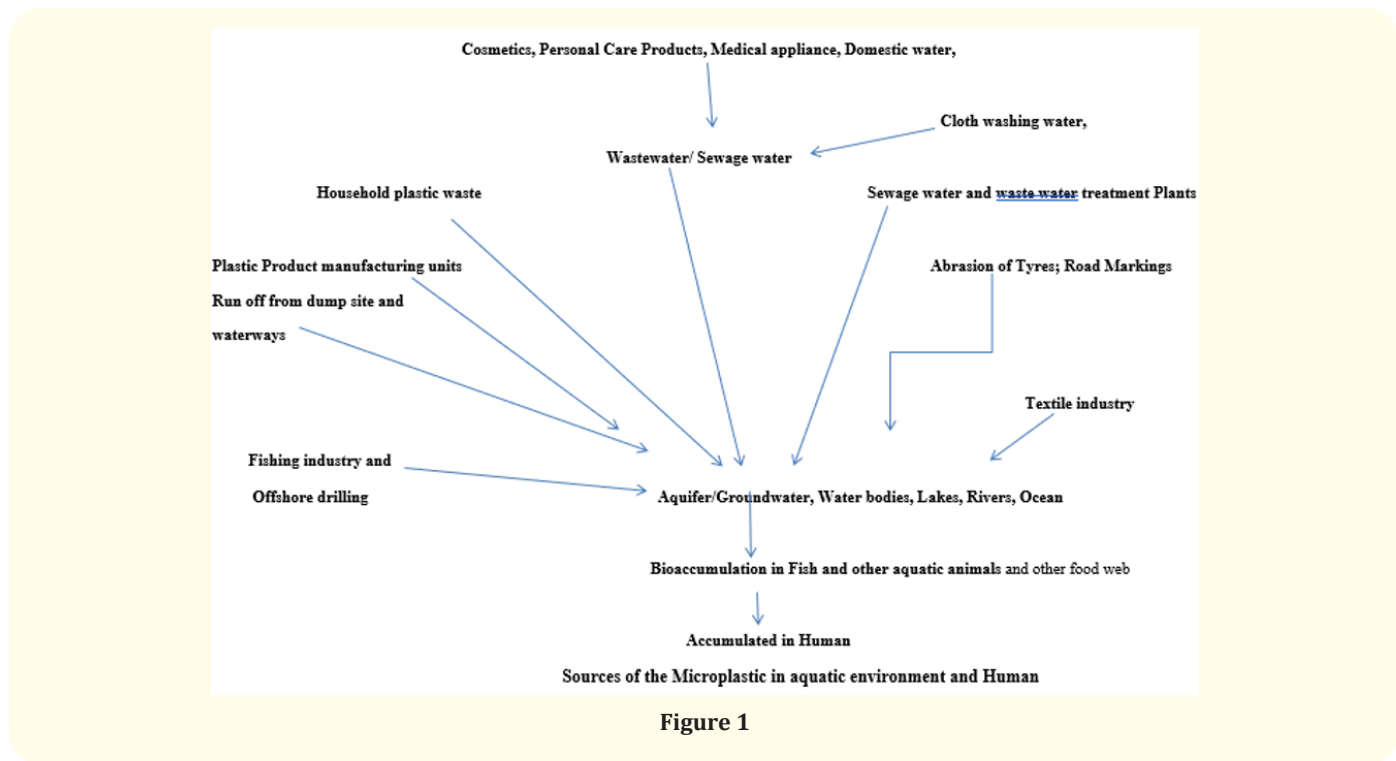 Cosmetics, Personal Care Products, Medical appliance, Domestic water,
Cloth washing water,
Wastewater/ Sewage water
Household plastic waste
Sewage water and waste water treatment Plants
Plastic Product manufacturing units
Abrasion of Tyres; Road Markings
Run off from dump site and
waterways
Textile industry
Fishing industry and
Offshore drilling
Aquifer/Groundwater, Water bodies, Lakes, Rivers, Ocean
Bioaccumulation in Fish and other aquatic animals and other food web
Accumulated in Human
Sources of the Microplastic in aquatic environment and Human
Figure 1